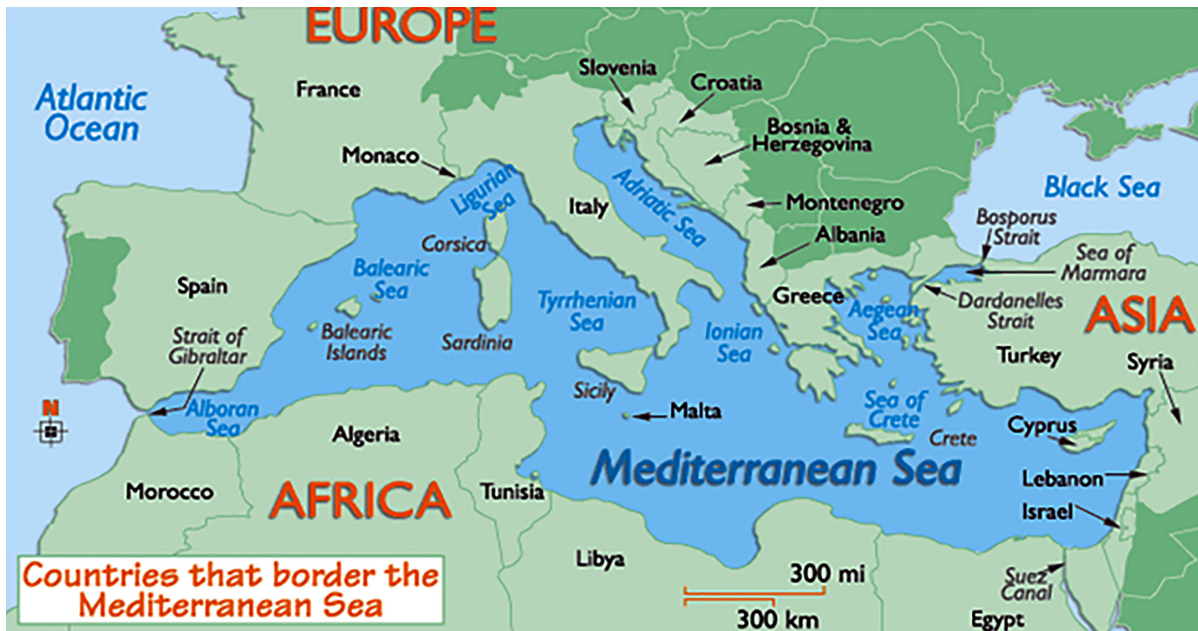 EUROPE
Slovenia
Croatia
France
Atlantic
Ocean
Bosnia &
Herzegovina
Monaco
Ligurian
Sea
Adriatic Sea
Italy
Montenegro
Black Sea
Albania
Bosporus
Strait
Corsica
Sea of
Marmara
Balearic
Sea
Spain
Tyrrhenian
Sea
Greece
Aegean
Sea
Dardanelles
Strait
ASIA
Strait of
Gibraltar
Balearic
Islands
Sardinia
Ionian
Sea
Turkey
Syria
Sicily
N
Alboran
Sea
Malta
Sea of
Crete
Crete
Cyprus
Algeria
Mediterranean Sea
Lebanon
Morocco
AFRICA
Tunisia
Israel
Libya
300 mi
300 km
Suez
Canal
Egypt
Countries that border the
Mediterranean Sea